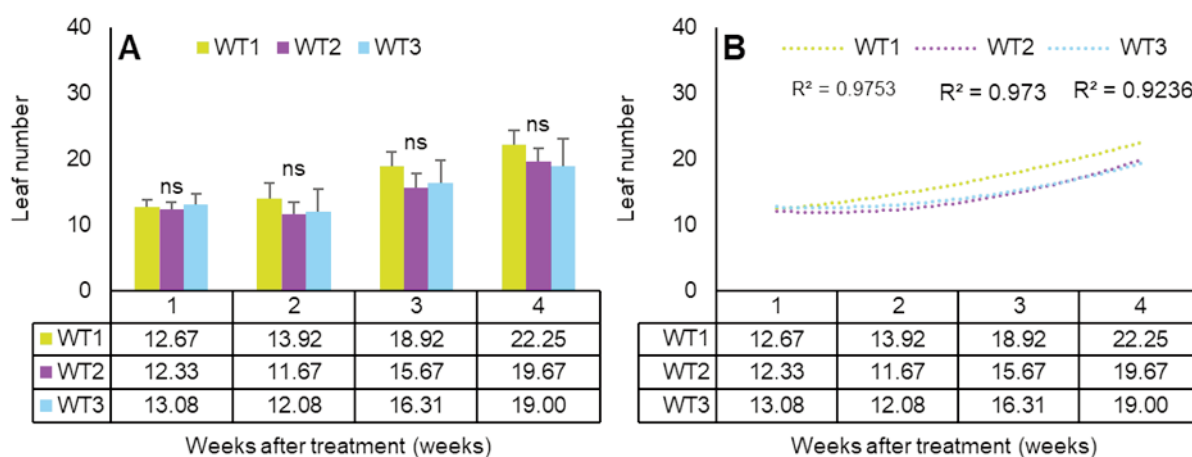 A
WT1 WT2 WT3
40
30
20
10
0
Leaf number
ns
ns
ns
ns
1 2 3 4
WT1 12.67 13.92 18.92 22.25
WT2 12.33 11.67 15.67 19.67
WT3 13.08 12.08 16.31 19.00
Weeks after treatment (weeks)
B
WT1 WT2 WT3
R² = 0.9753 R² = 0.973 R² = 0.9236
40
30
20
10
0
Leaf number
1 2 3 4
WT1 12.67 13.92 18.92 22.25
WT2 12.33 11.67 15.67 19.67
WT3 13.08 12.08 16.31 19.00
Weeks after treatment (weeks)